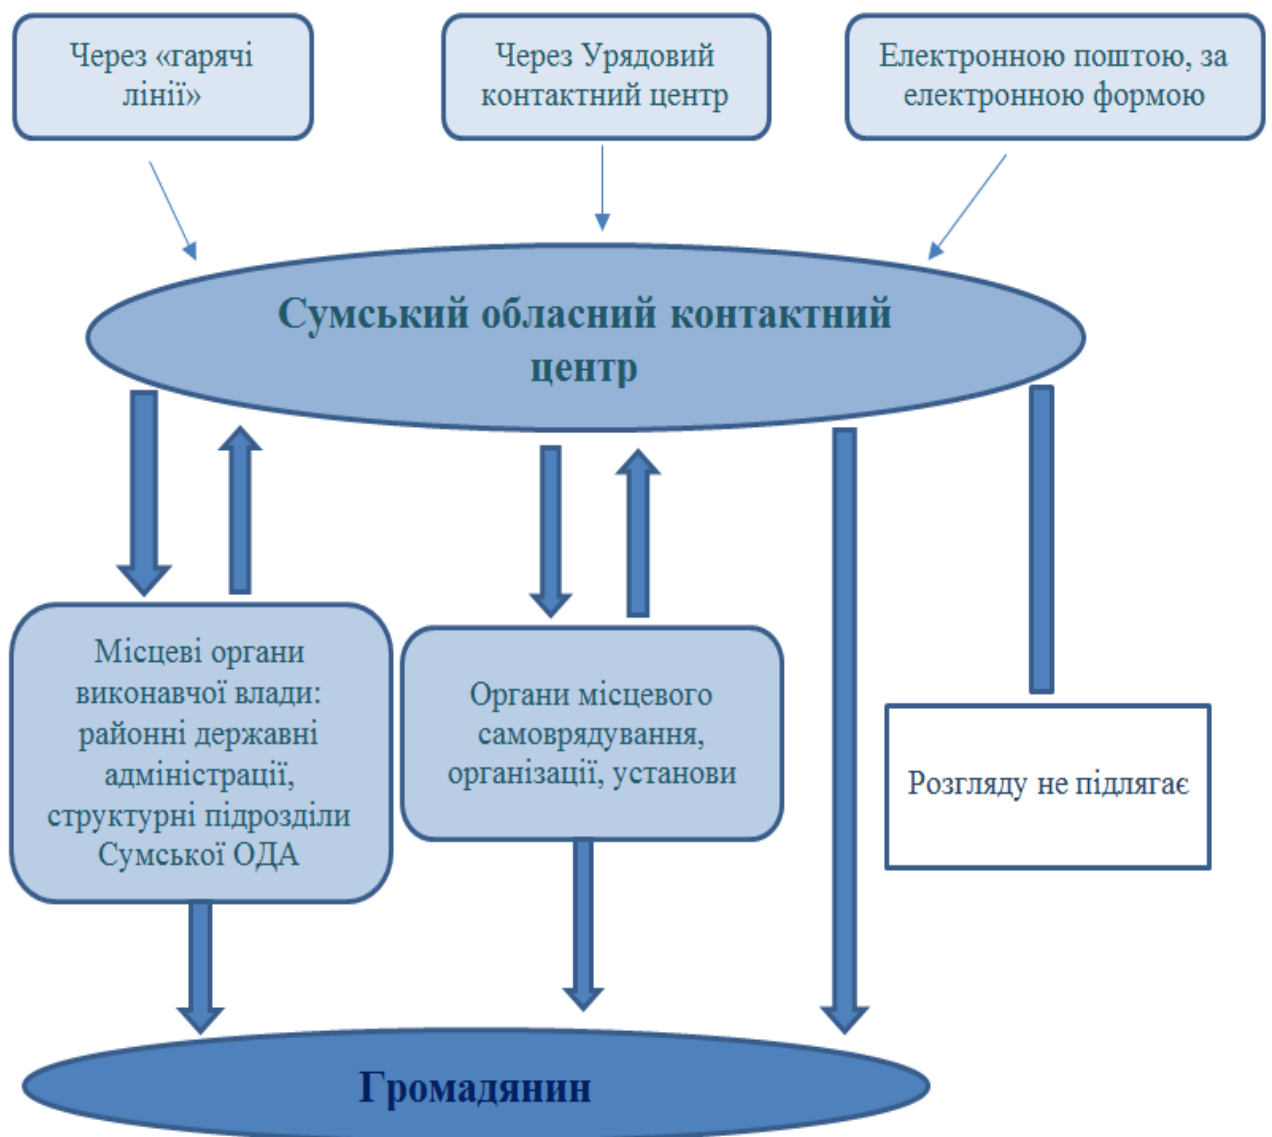 Через «гарячі
лінії»
Через Урядовий
контактний центр
Електронною поштою, за
електронною формою
Сумський обласний контактний
центр
Місцеві органи
виконавчої влади:
районні державні
адміністрації,
структурні підрозділи
Сумської ОДА
Органи місцевого
самоврядування,
організації, установи
Розгляду не підлягає
Громадянин